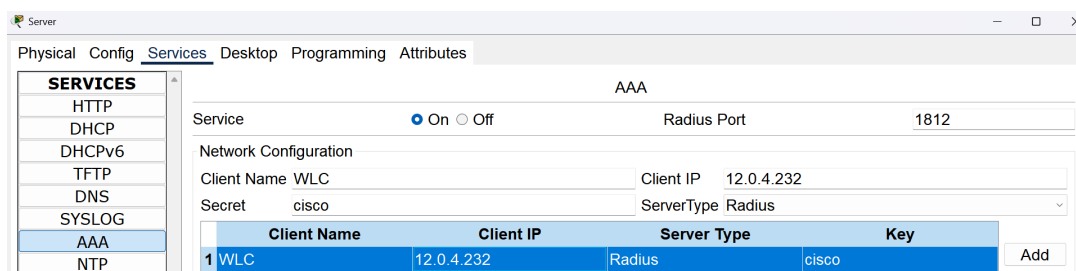 Server
Physical Config Services Desktop Programming Attributes
SERVICES
HTTP
DHCP
DHCPv6
TFTP
DNS
SYSLOG
AAA
NTP
AAA
Service On Off Radius Port 1812
Network Configuration
Client Name WLC Client IP 12.0.4.232
Secret cisco ServerType Radius
Client Name Client IP Server Type Key
1 WLC 12.0.4.232 Radius cisco
Add